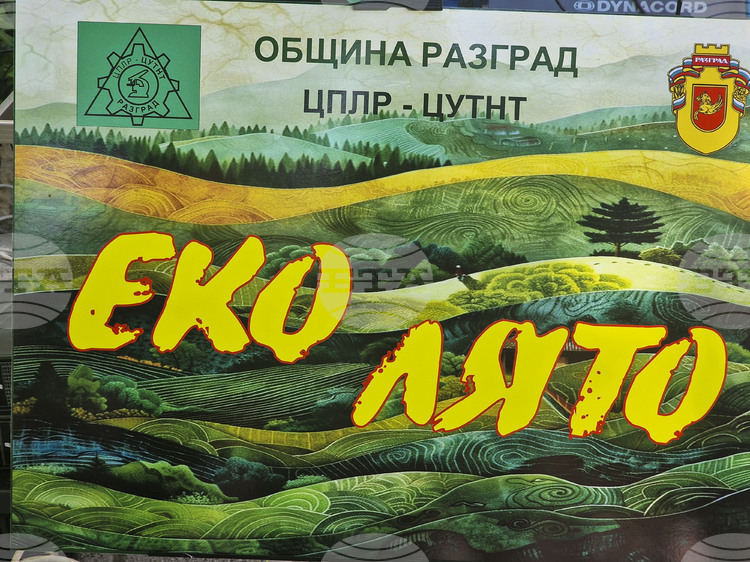 DYNACORD
ОБЩИНА РАЗГРАД
ЦПЛР - ЦУТНТ
ЦПЛР - ЦУТНТ
РАЗГРАД
РАЗГРАД
ЕКО
ЛЯТО